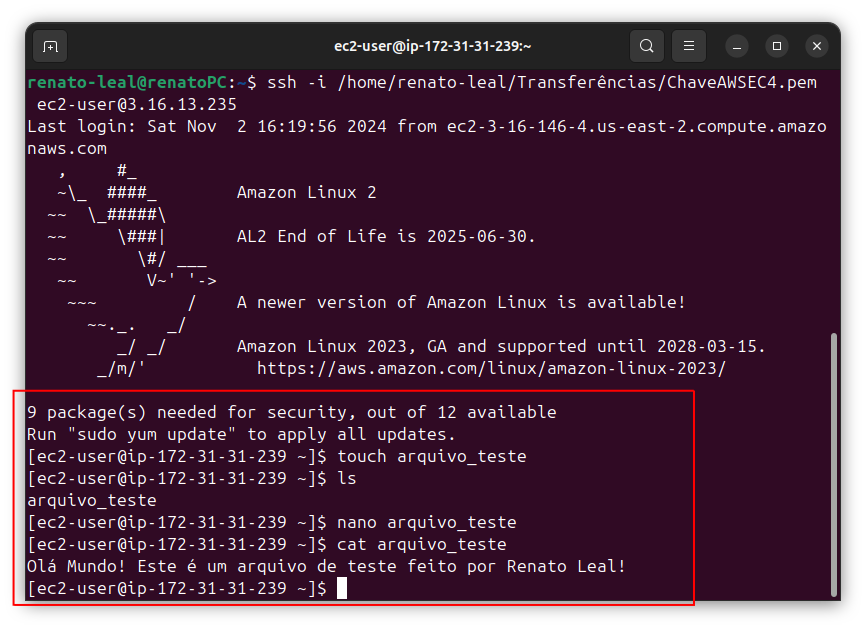 ec2-user@ip-172-31-31-239:~
renato-leal@renatoPC:~$ ssh -i /home/renato-leal/Transferências/ChaveAWSEC4.pem
 ec2-user@3.16.13.235
Last login: Sat Nov  2 16:19:56 2024 from ec2-3-16-146-4.us-east-2.compute.amazo
naws.com
   ,     #_
   ~\_  ####_        Amazon Linux 2
  ~~  \_#####\
  ~~     \###|       AL2 End of Life is 2025-06-30.
  ~~       \#/ ___
   ~~       V~' '->
    ~~~         /    A newer version of Amazon Linux is available!
      ~~._.   _/
         _/ _/       Amazon Linux 2023, GA and supported until 2028-03-15.
       _/m/'           https://aws.amazon.com/linux/amazon-linux-2023/
9 package(s) needed for security, out of 12 available
Run "sudo yum update" to apply all updates.
[ec2-user@ip-172-31-31-239 ~]$ touch arquivo_teste
[ec2-user@ip-172-31-31-239 ~]$ ls
arquivo_teste
[ec2-user@ip-172-31-31-239 ~]$ nano arquivo_teste
[ec2-user@ip-172-31-31-239 ~]$ cat arquivo_teste
Olá Mundo! Este é um arquivo de teste feito por Renato Leal!
[ec2-user@ip-172-31-31-239 ~]$